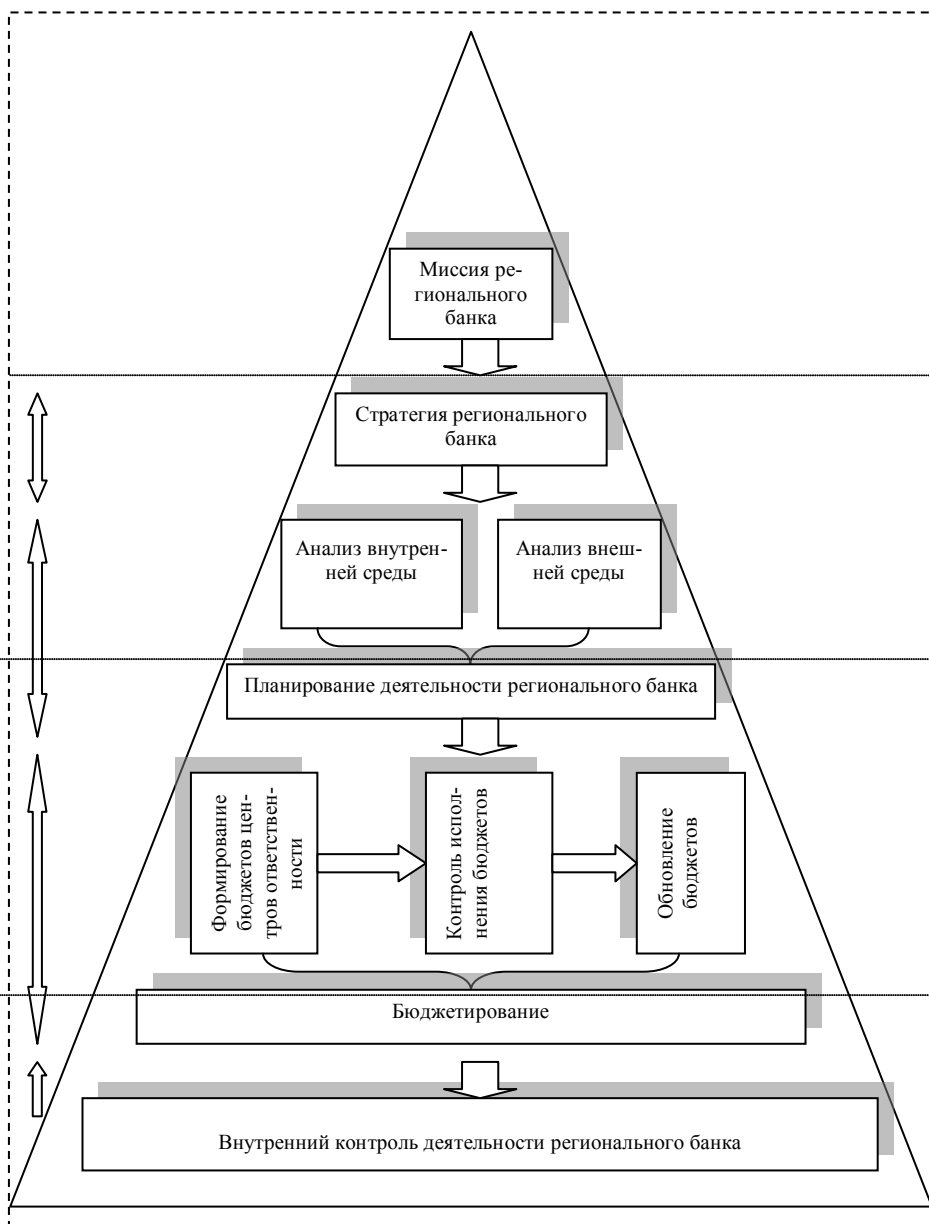 Миссия ре-
гионального
банка
Стратегия регионального
банка
Анализ внутрен-
ней среды
Анализ внеш-
ней среды
Планирование деятельности регионального банка
Формирование
бюджетов цен-
тров ответствен-
ности
Контроль испол-
нения бюджетов
Обновление
бюджетов
Бюджетирование
Внутренний контроль деятельности регионального банка